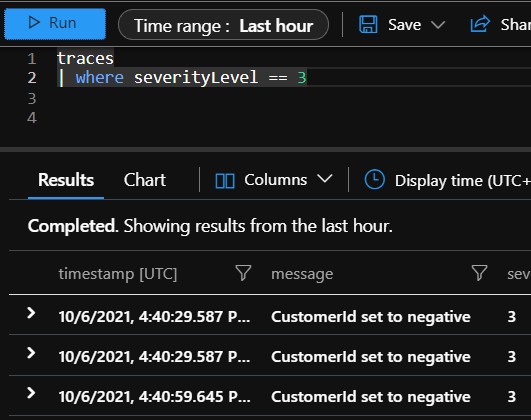 Run Time range : Last hour Save Shar
1 traces
2 | where severityLevel == 3
3
4
Results Chart Columns Display time (UTC+
Completed. Showing results from the last hour.
timestamp [UTC] message sev
10/6/2021, 4:40:29.587 P... CustomerId set to negative 3
10/6/2021, 4:40:29.587 P... CustomerId set to negative 3
10/6/2021, 4:40:59.645 P... CustomerId set to negative 3